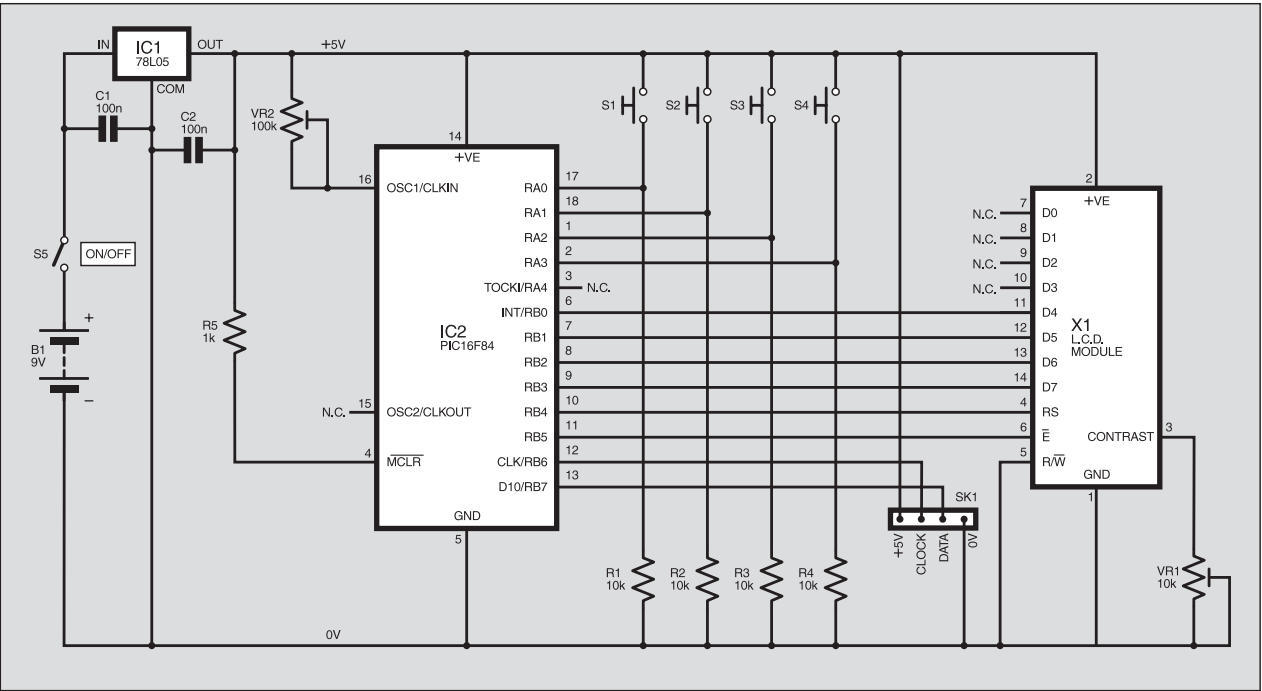 IN
IC1
78L05
OUT
COM
+5V
C1
100n
C2
100n
VR2
100k
S1
S2
S3
S4
S5
ON/OFF
+
B1
9V
−
R5
1k
N.C.
14
+VE
16
OSC1/CLKIN
15
OSC2/CLKOUT
4
MCLR
IC2
PIC16F84
GND
5
RA0
17
RA1
18
RA2
1
RA3
2
TOCKI/RA4
3
N.C.
INT/RB0
6
RB1
7
RB2
8
RB3
9
RB4
10
RB5
11
CLK/RB6
12
D10/RB7
13
R1
10k
R2
10k
R3
10k
R4
10k
SK1
+5V
CLOCK
DATA
0V
2
+VE
N.C.
7
D0
N.C.
8
D1
N.C.
9
D2
N.C.
10
D3
11
D4
12
D5
13
D6
14
D7
4
RS
6
E̅
5
R/W̅
X1
L.C.D.
MODULE
CONTRAST
3
GND
1
VR1
10k
0V